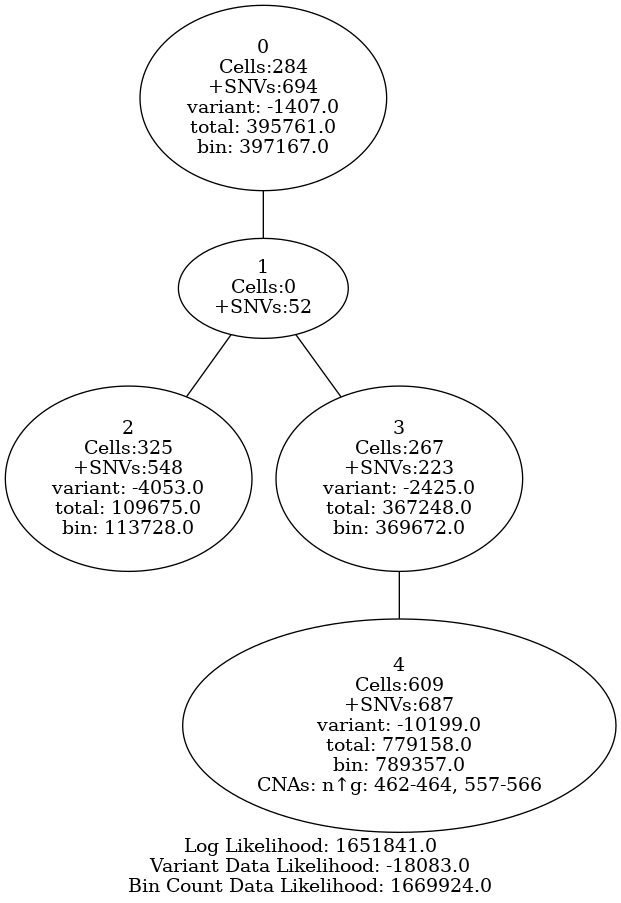 0
Cells:284
+SNVs:694
variant: -1407.0
total: 395761.0
bin: 397167.0
1
Cells:0
+SNVs:52
2
Cells:325
+SNVs:548
variant: -4053.0
total: 109675.0
bin: 113728.0
3
Cells:267
+SNVs:223
variant: -2425.0
total: 367248.0
bin: 369672.0
4
Cells:609
+SNVs:687
variant: -10199.0
total: 779158.0
bin: 789357.0
CNAs: n↑g: 462-464, 557-566
Log Likelihood: 1651841.0
Variant Data Likelihood: -18083.0
Bin Count Data Likelihood: 1669924.0